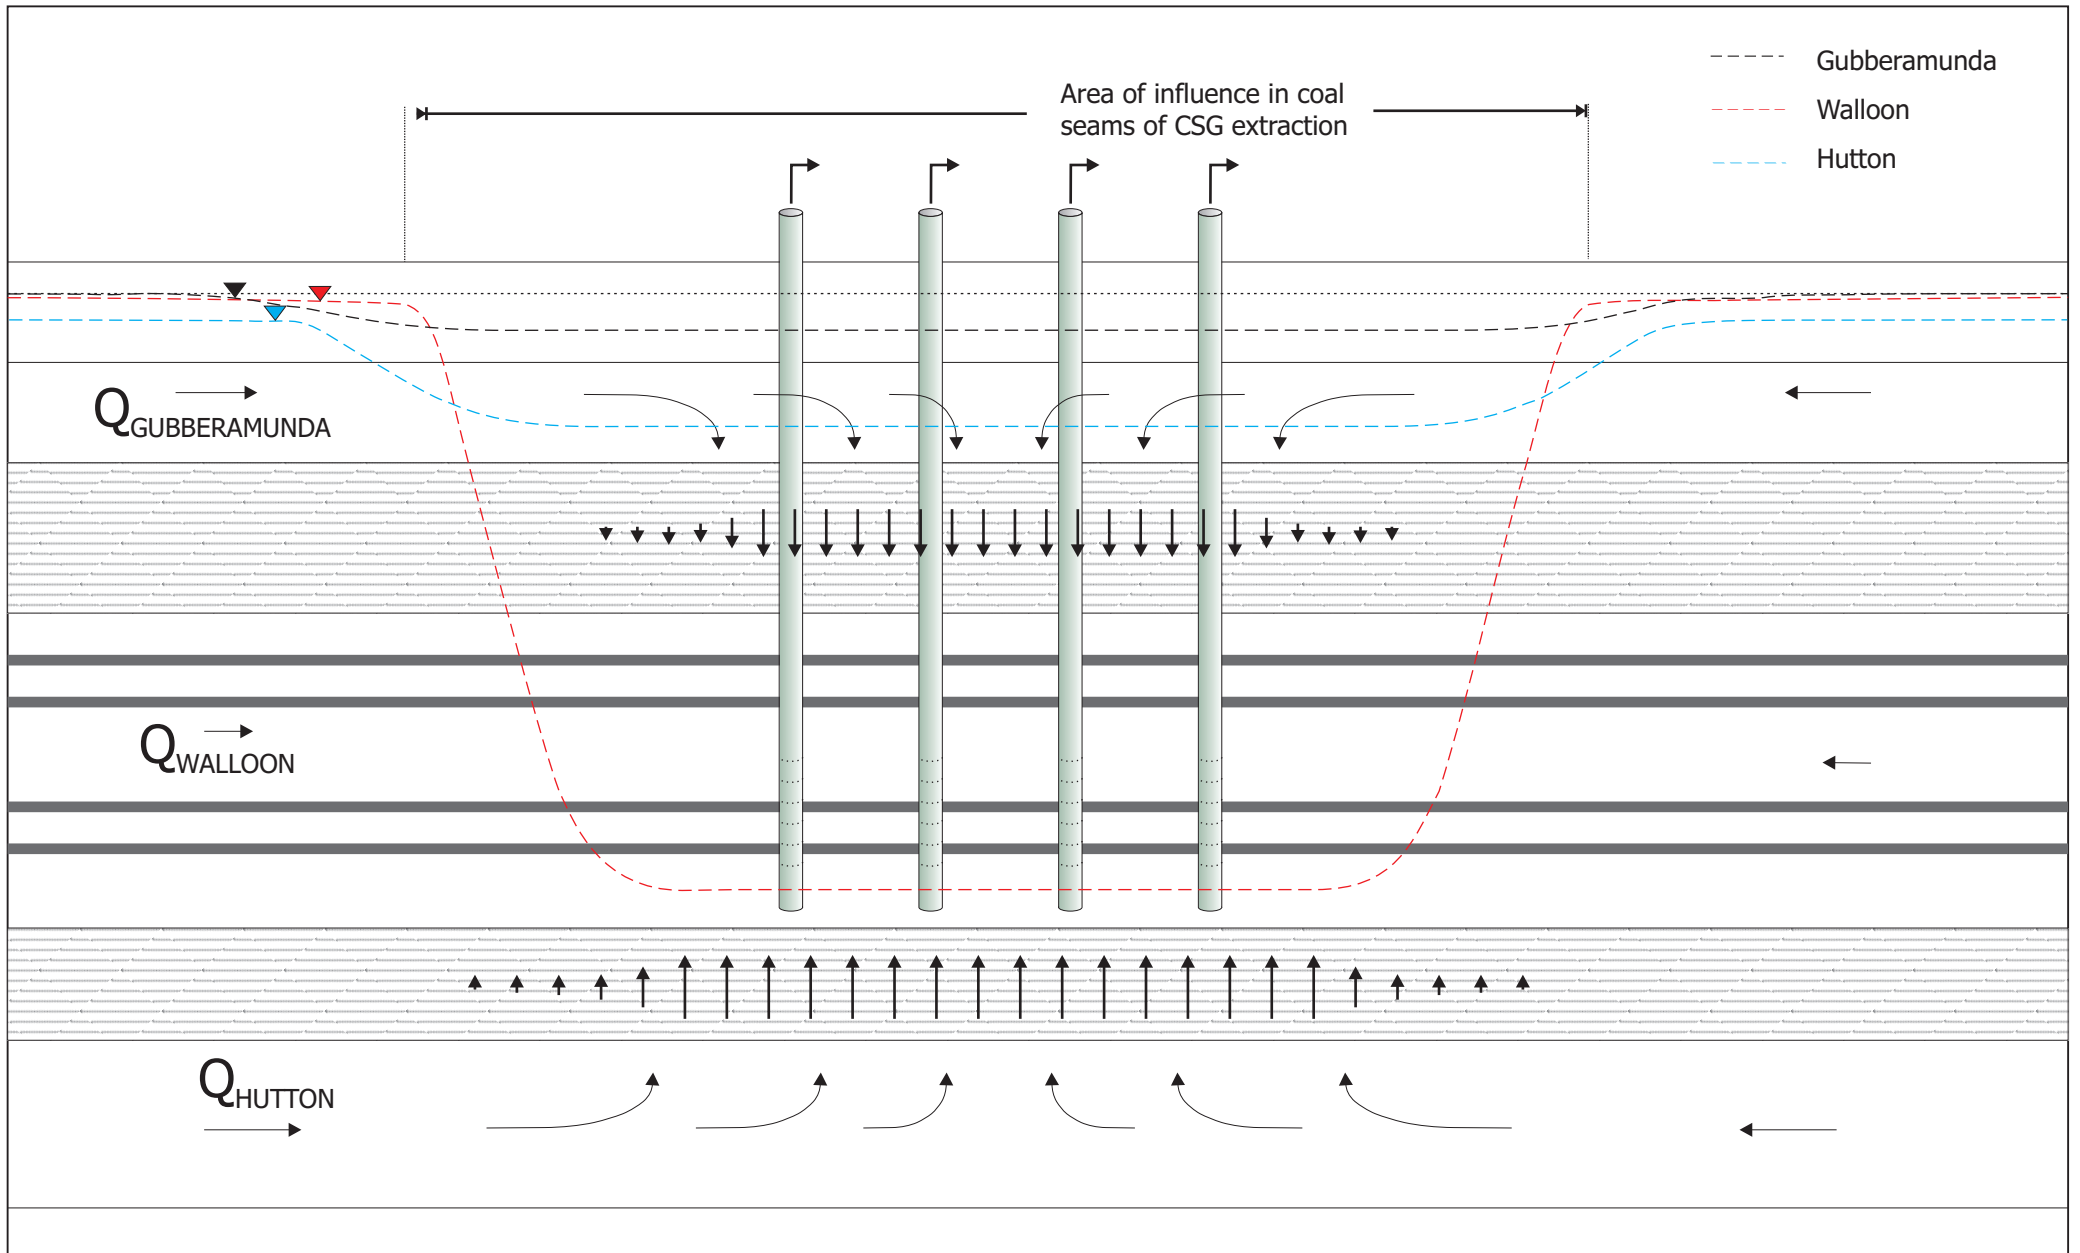 Area of influence in coal
seams of CSG extraction
Gubberamunda
Walloon
Hutton
QGUBBERAMUNDA
QWALLOON
QHUTTON